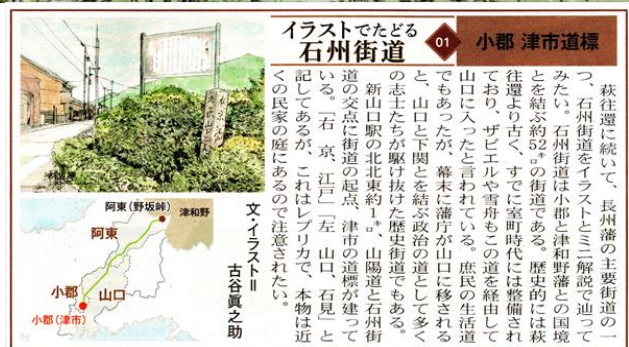 イラストでたどる
石州街道
01
小郡 津市道標
萩往還に続いて、長州藩の主要街道の一
つ、石州街道をイラストとミニ解説で辿って
みたい。石州街道は小郡と津和野藩との国境
とを結ぶ約52㌔の街道である。歴史的には萩
往還より古く、すでに室町時代には整備され
ており、ザビエルや雪舟もこの道を経由して
山口に入ったと言われている。庶民の生活道
でもあったが、幕末に藩庁が山口に移される
と、山口と下関とを結ぶ政治の道として多く
の志士たちが駆け抜けた歴史街道でもある。
新山口駅の北北東約1㌔、山陽道と石州街
道の交点に街道の起点、津市の道標が建って
いる。「右 京、江戸」「左 山口、石見」と
記してあるが、これはレプリカで、本物は近
くの民家の庭にあるので注意されたい。
文・イラスト＝
古谷眞之助
阿東(野坂峠)
津和野
阿東
小郡
山口
小郡(津市)